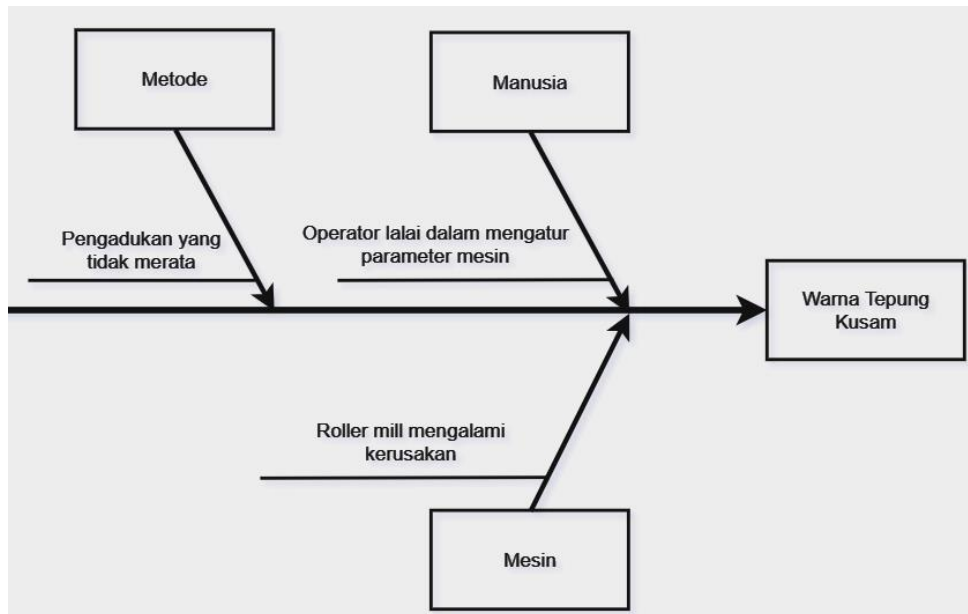 Metode
Manusia
Pengadukan yang
tidak merata
Operator lalai dalam mengatur
parameter mesin
Warna Tepung
Kusam
Roller mill mengalami
kerusakan
Mesin